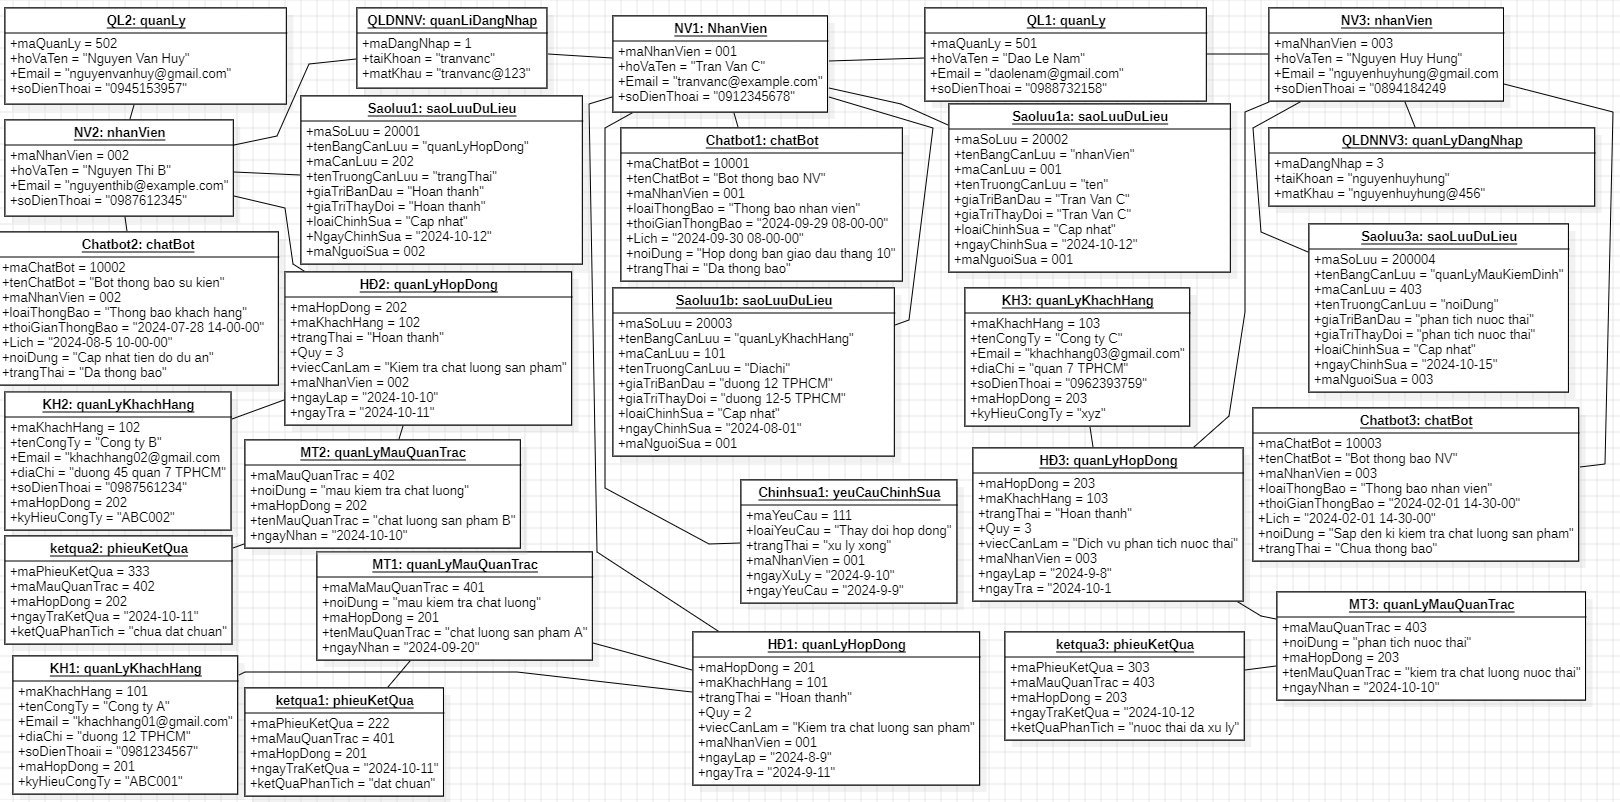 QL2: quanLy
+maQuanLy = 502
+hoVaTen = "Nguyen Van Huy"
+Email = "nguyenvanhuy@gmail.com"
+soDienThoai = "0945153957"
QLDNNV: quanLiDangNhap
+maDangNhap = 1
+taiKhoan = "tranvanc"
+matKhau = "tranvanc@123"
NV1: NhanVien
+maNhanVien = 001
+hoVaTen = "Tran Van C"
+Email = "tranvanc@example.com"
+soDienThoai = "0912345678"
QL1: quanLy
+maQuanLy = 501
+hoVaTen = "Dao Le Nam"
+Email = "daolenam@gmail.com"
+soDienThoai = "0988732158"
NV3: nhanVien
+maNhanVien = 003
+hoVaTen = "Nguyen Huy Hung"
+Email = "nguyenhuyhung@gmail.com
+soDienThoai = "0894184249
NV2: nhanVien
+maNhanVien = 002
+hoVaTen = "Nguyen Thi B"
+Email = "nguyenthib@example.com"
+soDienThoai = "0987612345"
Saoluu1: saoLuuDuLieu
+maSoLuu = 20001
+tenBangCanLuu = "quanLyHopDong"
+maCanLuu = 202
+tenTruongCanLuu = "trangThai"
+giaTriBanDau = "Hoan thanh"
+giaTriThayDoi = "Hoan thanh"
+loaiChinhSua = "Cap nhat"
+NgayChinhSua = "2024-10-12"
+maNguoiSua = 002
Chatbot1: chatBot
+maChatBot = 10001
+tenChatBot = "Bot thong bao NV"
+maNhanVien = 001
+loaiThongBao = "Thong bao nhan vien"
+thoiGianThongBao = "2024-09-29 08-00-00"
+Lich = "2024-09-30 08-00-00"
+noiDung = "Hop dong ban giao dau thang 10"
+trangThai = "Da thong bao"
Saoluu1a: saoLuuDuLieu
+maSoLuu = 20002
+tenBangCanLuu = "nhanVien"
+maCanLuu = 001
+tenTruongCanLuu = "ten"
+giaTriBanDau = "Tran Van C"
+giaTriThayDoi = "Tran Van C"
+loaiChinhSua = "Cap nhat"
+ngayChinhSua = "2024-10-12"
+maNguoiSua = 001
QLDNNV3: quanLyDangNhap
+maDangNhap = 3
+taiKhoan = "nguyenhuyhung"
+matKhau = "nguyenhuyhung@456"
Chatbot2: chatBot
+maChatBot = 10002
+tenChatBot = "Bot thong bao su kien"
+maNhanVien = 002
+loaiThongBao = "Thong bao khach hang"
+thoiGianThongBao = "2024-07-28 14-00-00"
+Lich = "2024-08-5 10-00-00"
+noiDung = "Cap nhat tien do du an"
+trangThai = "Da thong bao"
HĐ2: quanLyHopDong
+maHopDong = 202
+maKhachHang = 102
+trangThai = "Hoan thanh"
+Quy = 3
+viecCanLam = "Kiem tra chat luong san pham"
+maNhanVien = 002
+ngayLap = "2024-10-10"
+ngayTra = "2024-10-11"
Saoluu1b: saoLuuDuLieu
+maSoLuu = 20003
+tenBangCanLuu = "quanLyKhachHang"
+maCanLuu = 101
+tenTruongCanLuu = "Diachi"
+giaTriBanDau = "duong 12 TPHCM"
+giaTriThayDoi = "duong 12-5 TPHCM"
+loaiChinhSua = "Cap nhat"
+ngayChinhSua = "2024-08-01"
+maNguoiSua = 001
KH3: quanLyKhachHang
+maKhachHang = 103
+tenCongTy = "Cong ty C"
+Email = "khachhang03@gmail.com"
+diaChi = "quan 7 TPHCM"
+soDienThoai = "0962393759"
+maHopDong = 203
+kyHieuCongTy = "xyz"
Saoluu3a: saoLuuDuLieu
+maSoLuu = 200004
+tenBangCanLuu = "quanLyMauKiemDinh"
+maCanLuu = 403
+tenTruongCanLuu = "noiDung"
+giaTriBanDau = "phan tich nuoc thai"
+giaTriThayDoi = "phan tich nuoc thai"
+loaiChinhSua = "Cap nhat"
+ngayChinhSua = "2024-10-15"
+maNguoiSua = 003
KH2: quanLyKhachHang
+maKhachHang = 102
+tenCongTy = "Cong ty B"
+Email = "khachhang02@gmail.com
+diaChi = "duong 45 quan 7 TPHCM"
+soDienThoai = "0987561234"
+maHopDong = 202
+kyHieuCongTy = "ABC002"
MT2: quanLyMauQuanTrac
+maMauQuanTrac = 402
+noiDung = "mau kiem tra chat luong"
+maHopDong = 202
+tenMauQuanTrac = "chat luong san pham B"
+ngayNhan = "2024-10-10"
Chinhsua1: yeuCauChinhSua
+maYeuCau = 111
+loaiYeuCau = "Thay doi hop dong"
+trangThai = "xu ly xong"
+maNhanVien = 001
+ngayXuLy = "2024-9-10"
+ngayYeuCau = "2024-9-9"
HĐ3: quanLyHopDong
+maHopDong = 203
+maKhachHang = 103
+trangThai = "Hoan thanh"
+Quy = 3
+viecCanLam = "Dich vu phan tich nuoc thai"
+maNhanVien = 003
+ngayLap = "2024-9-8"
+ngayTra = "2024-10-1
Chatbot3: chatBot
+maChatBot = 10003
+tenChatBot = "Bot thong bao NV"
+maNhanVien = 003
+loaiThongBao = "Thong bao nhan vien"
+thoiGianThongBao = "2024-02-01 14-30-00"
+Lich = "2024-02-01 14-30-00"
+noiDung = "Sap den ki kiem tra chat luong san pham"
+trangThai = "Chua thong bao"
ketqua2: phieuKetQua
+maPhieuKetQua = 333
+maMauQuanTrac = 402
+maHopDong = 202
+ngayTraKetQua = "2024-10-11"
+ketQuaPhanTich = "chua dat chuan"
MT1: quanLyMauQuanTrac
+maMaMauQuanTrac = 401
+noiDung = "mau kiem tra chat luong"
+maHopDong = 201
+tenMauQuanTrac = "chat luong san pham A"
+ngayNhan = "2024-09-20"
KH1: quanLyKhachHang
+maKhachHang = 101
+tenCongTy = "Cong ty A"
+Email = "khachhang01@gmail.com"
+diaChi = "duong 12 TPHCM"
+soDienThoaii = "0981234567"
+maHopDong = 201
+kyHieuCongTy = "ABC001"
ketqua1: phieuKetQua
+maPhieuKetQua = 222
+maMauQuanTrac = 401
+maHopDong = 201
+ngayTraKetQua = "2024-10-11"
+ketQuaPhanTich = "dat chuan"
HĐ1: quanLyHopDong
+maHopDong = 201
+maKhachHang = 101
+trangThai = "Hoan thanh"
+Quy = 2
+viecCanLam = "Kiem tra chat luong san pham"
+maNhanVien = 001
+ngayLap = "2024-8-9"
+ngayTra = "2024-9-11"
ketqua3: phieuKetQua
+maPhieuKetQua = 303
+maMauQuanTrac = 403
+maHopDong = 203
+ngayTraKetQua = "2024-10-12
+ketQuaPhanTich = "nuoc thai da xu ly"
MT3: quanLyMauQuanTrac
+maMauQuanTrac = 403
+noiDung = "phan tich nuoc thai"
+maHopDong = 203
+tenMauQuanTrac = "kiem tra chat luong nuoc thai"
+ngayNhan = "2024-10-10"